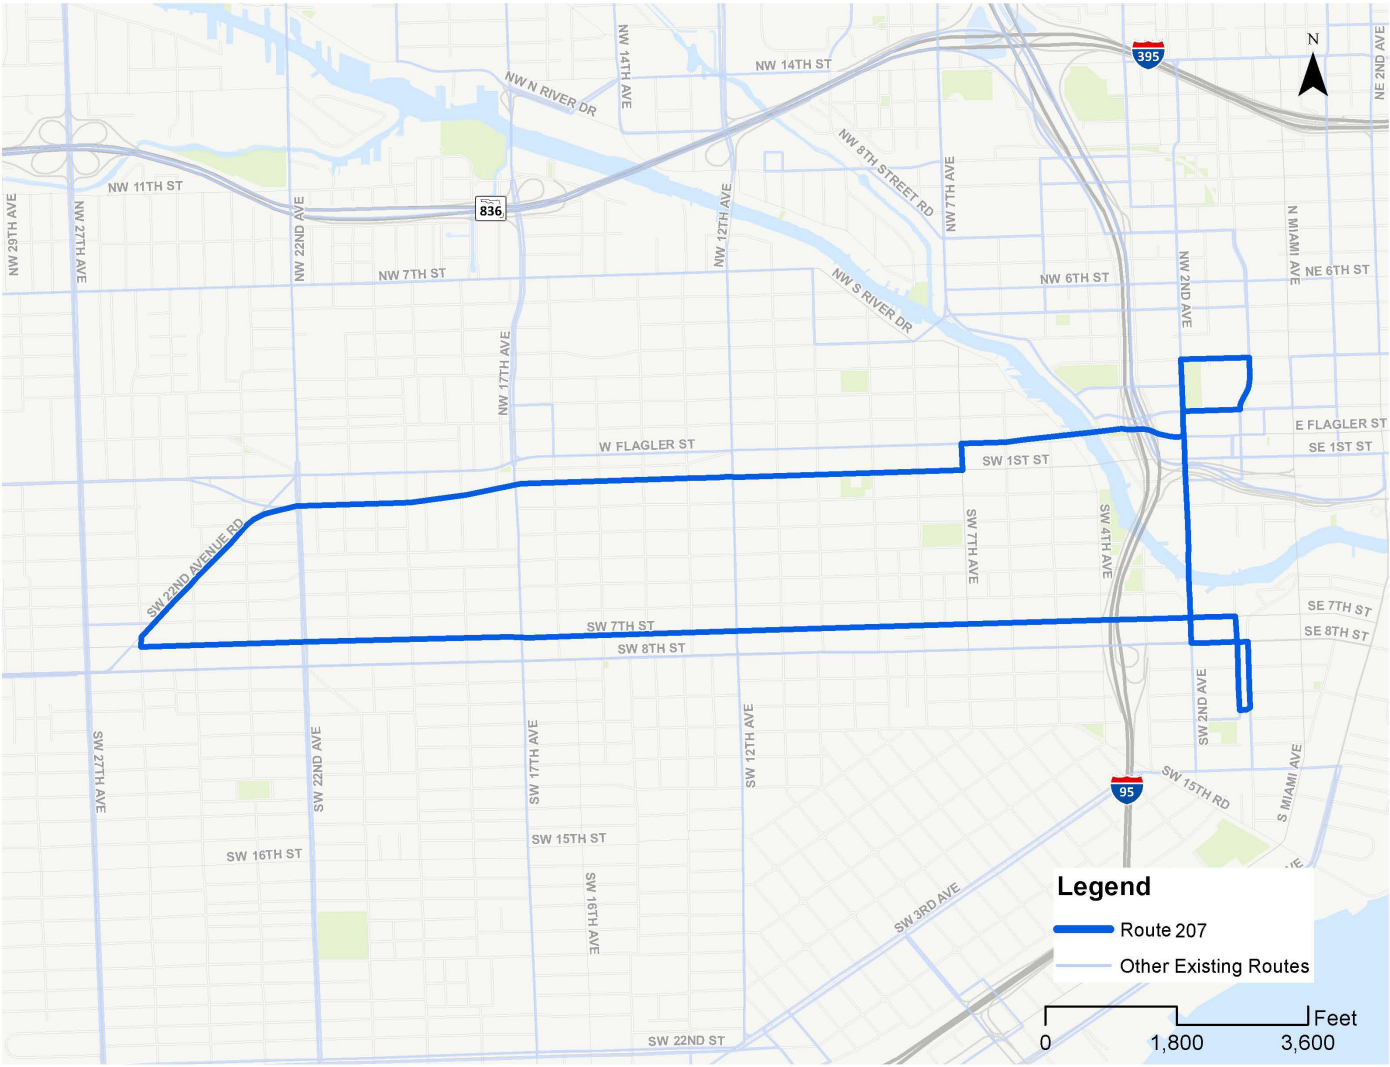 NW 14TH AVE
NE 2ND AVE
N
395
NW 14TH ST
NW N RIVER DR
NW 8TH STREET RD
NW 11TH ST
NW 7TH AVE
NW 29TH AVE
NW 27TH AVE
NW 22ND AVE
836
NW 12TH AVE
N MIAMI AVE
NW 2ND AVE
NW 7TH ST
NW 6TH ST
NE 6TH ST
NW S RIVER DR
NW 17TH AVE
E FLAGLER ST
W FLAGLER ST
SE 1ST ST
SW 1ST ST
SW 22ND AVENUE RD
SW 7TH AVE
SW 4TH AVE
SE 7TH ST
SW 7TH ST
SE 8TH ST
SW 8TH ST
SW 2ND AVE
SW 27TH AVE
SW 22ND AVE
SW 17TH AVE
SW 12TH AVE
S MIAMI AVE
SW 15TH RD
95
SW 15TH ST
SW 16TH ST
SW 16TH AVE
SW 3RD AVE
VE
Legend
Route 207
Other Existing Routes
Feet
0
1,800
3,600
SW 22ND ST